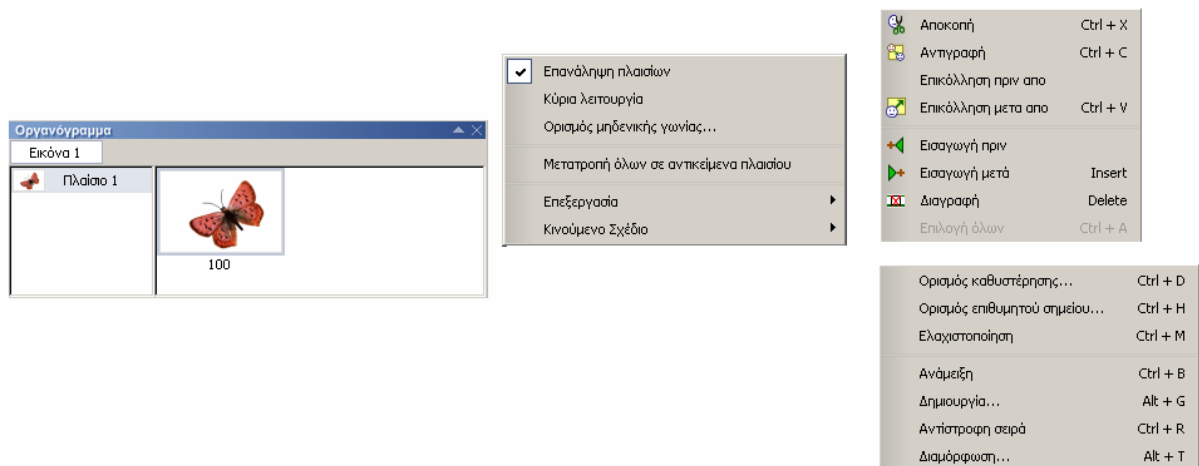 Οργανόγραμμα
Εικόνα 1
Πλαίσιο 1
100
Επανάληψη πλαισίων
Κύρια λειτουργία
Ορισμός μηδενικής γωνίας...
Μετατροπή όλων σε αντικείμενα πλαισίου
Επεξεργασία
Κινούμενο Σχέδιο
Αποκοπή Ctrl + X
Αντιγραφή Ctrl + C
Επικόλληση πριν απο
Επικόλληση μετα απο Ctrl + V
Εισαγωγή πριν
Εισαγωγή μετά Insert
Διαγραφή Delete
Επιλογή όλων Ctrl + A
Ορισμός καθυστέρησης... Ctrl + D
Ορισμός επιθυμητού σημείου... Ctrl + H
Ελαχιστοποίηση Ctrl + M
Ανάμειξη Ctrl + B
Δημιουργία... Alt + G
Αντίστροφη σειρά Ctrl + R
Διαμόρφωση... Alt + T